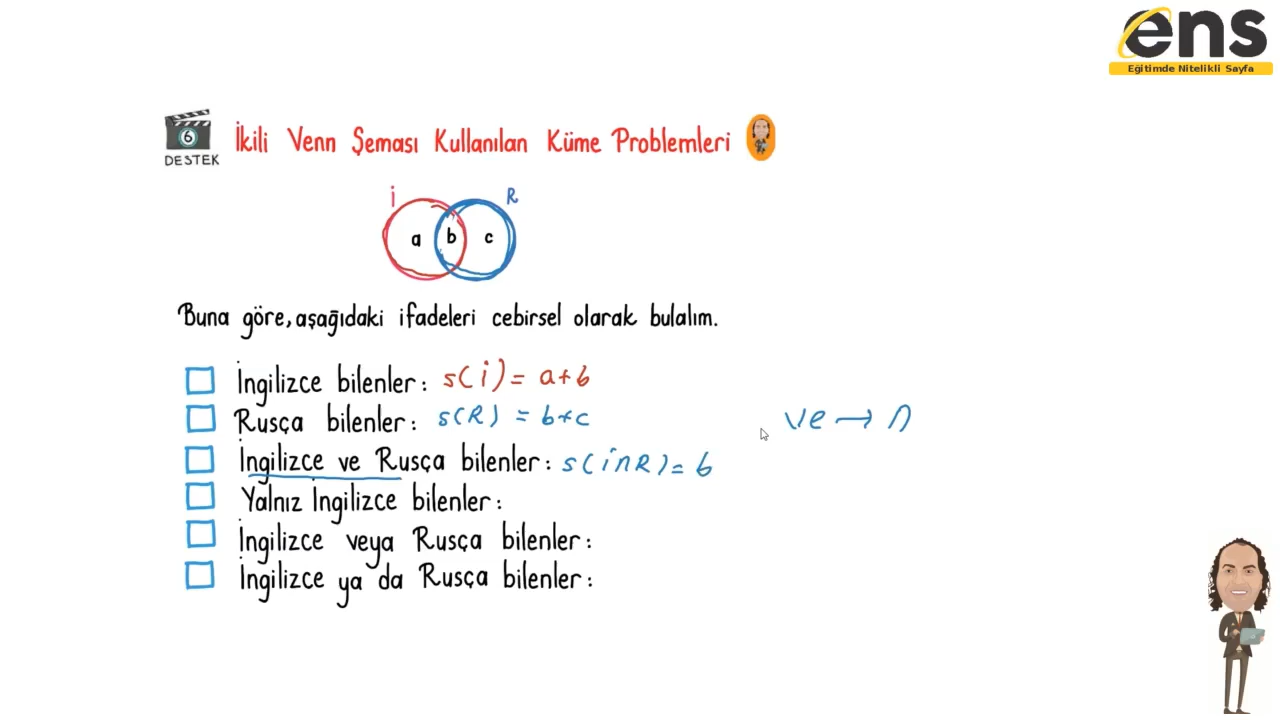 ens
Eğitimde Nitelikli Sayfa
6
DESTEK
İkili Venn Şeması Kullanılan Küme Problemleri
İ R
a b c
Buna göre, aşağıdaki ifadeleri cebirsel olarak bulalım.
İngilizce bilenler: s(i) = a+b
Rusça bilenler: s(R) = b+c
ve → ∩
İngilizce ve Rusça bilenler: s(i∩R) = b
Yalnız İngilizce bilenler:
İngilizce veya Rusça bilenler:
İngilizce ya da Rusça bilenler: